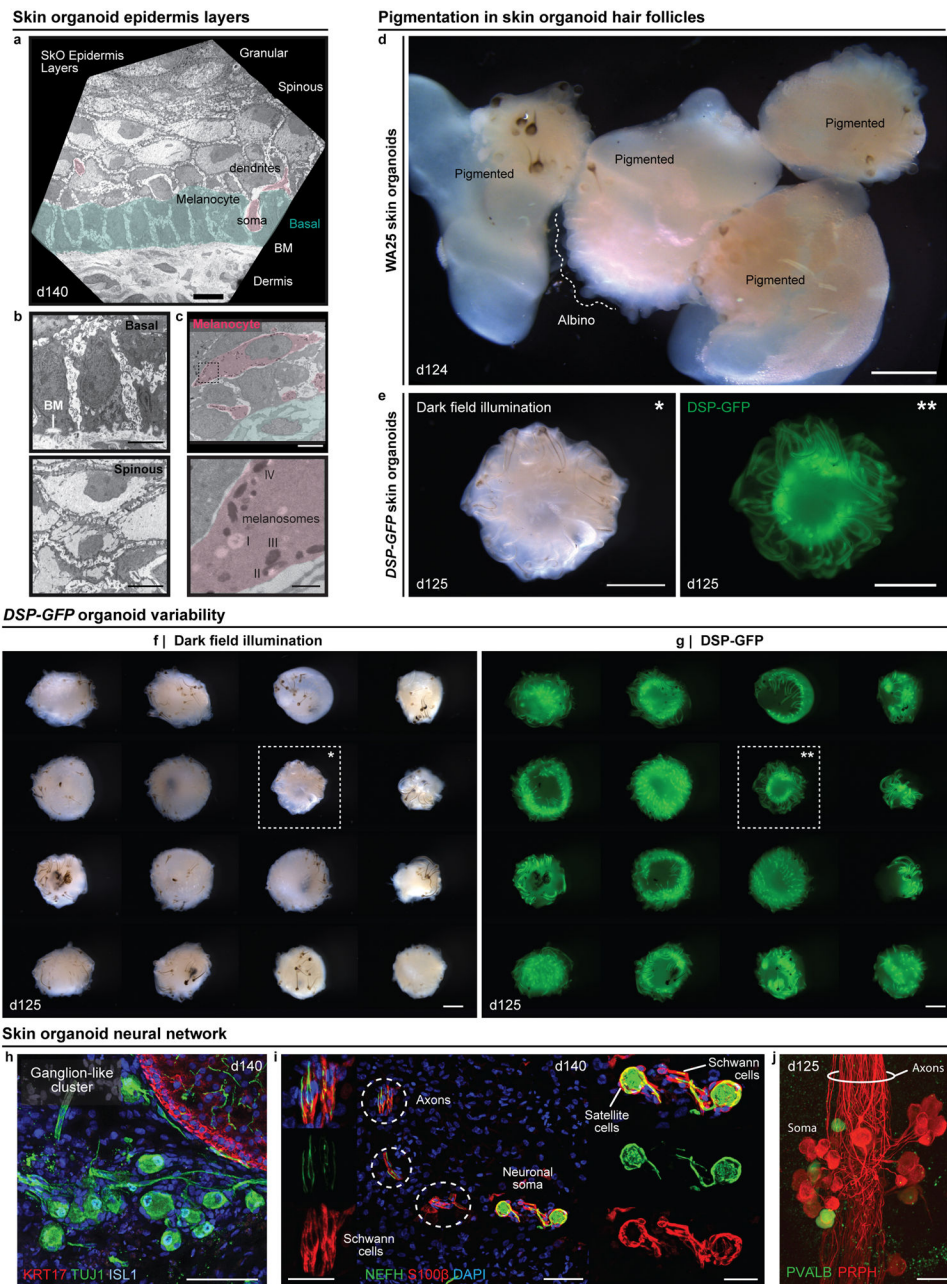 Skin organoid epidermis layers
a
SkO Epidermis
Layers
Granular
Spinous
dendrites
Melanocyte
soma
Basal
BM
Dermis
d140
b
Basal
BM
Spinous
c
Melanocyte
IV
melanosomes
I
III
II
Pigmentation in skin organoid hair follicles
d
WA25 skin organoids
Pigmented
Pigmented
Pigmented
Pigmented
Albino
d124
e
DSP-GFP skin organoids
Dark field illumination
*
d125
DSP-GFP
**
d125
DSP-GFP organoid variability
f | Dark field illumination
*
d125
g | DSP-GFP
**
d125
Skin organoid neural network
h
d140
Ganglion-like
cluster
KRT17 TUJ1 ISL1
i
d140
Axons
Neuronal
soma
Schwann
cells
NEFH S100β DAPI
Schwann
cells
Satellite
cells
j
d125
Axons
Soma
PVALB PRPH